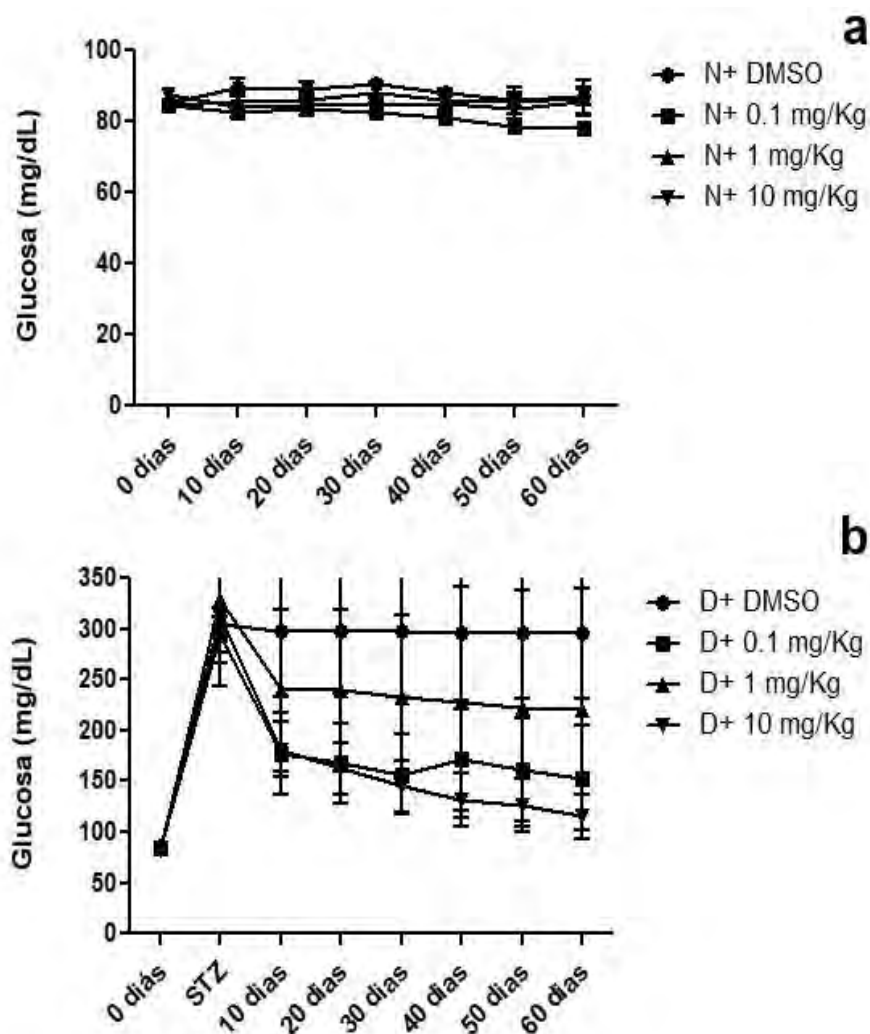 a
Glucosa (mg/dL)
100
80
60
40
20
0
0 dias
10 dias
20 dias
30 dias
40 dias
50 dias
60 dias
N+ DMSO
N+ 0.1 mg/Kg
N+ 1 mg/Kg
N+ 10 mg/Kg
b
Glucosa (mg/dL)
350
300
250
200
150
100
50
0
0 diás
STZ
10 dias
20 dias
30 dias
40 dias
50 dias
60 dias
D+ DMSO
D+ 0.1 mg/Kg
D+ 1 mg/Kg
D+ 10 mg/Kg